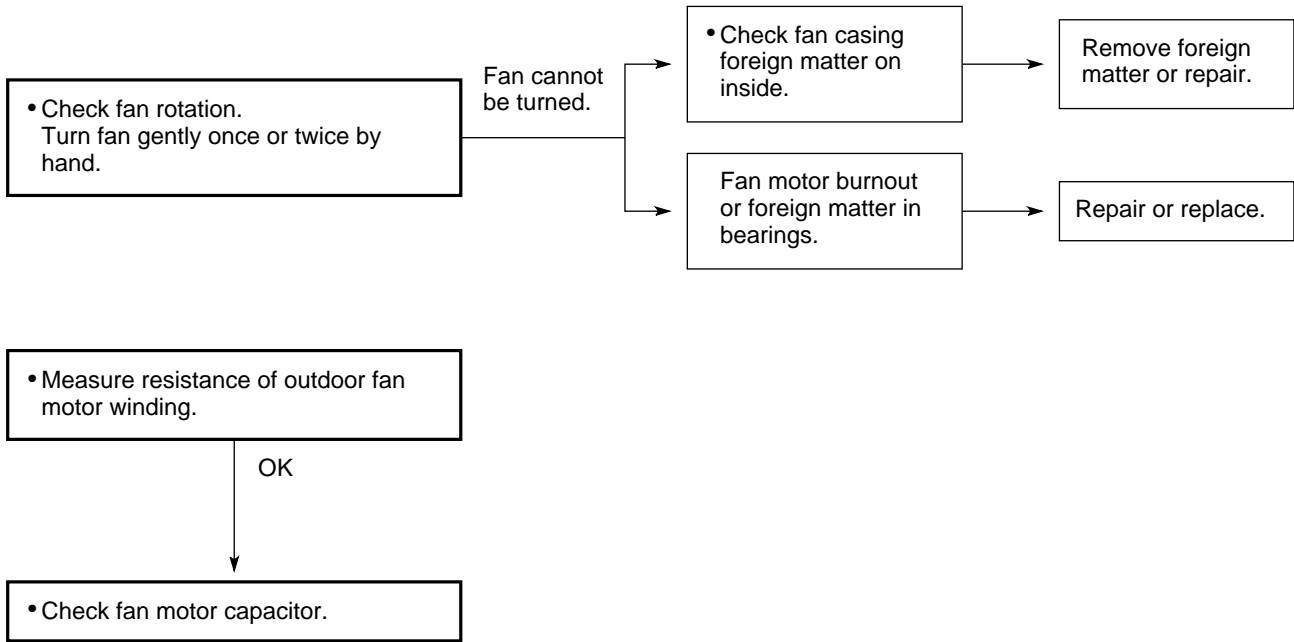 • Check fan rotation.
Turn fan gently once or twice by
hand.
Fan cannot
be turned.
• Check fan casing
foreign matter on
inside.
Remove foreign
matter or repair.
Fan motor burnout
or foreign matter in
bearings.
Repair or replace.
• Measure resistance of outdoor fan
motor winding.
OK
• Check fan motor capacitor.